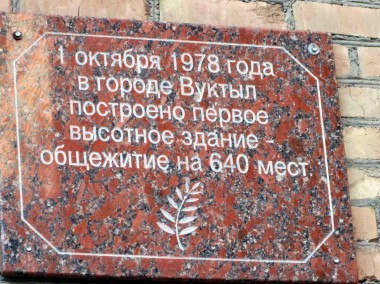 1 октября 1978 года
в городе Вуктыл
построено первое
высотное здание -
общежитие на 640 мест.